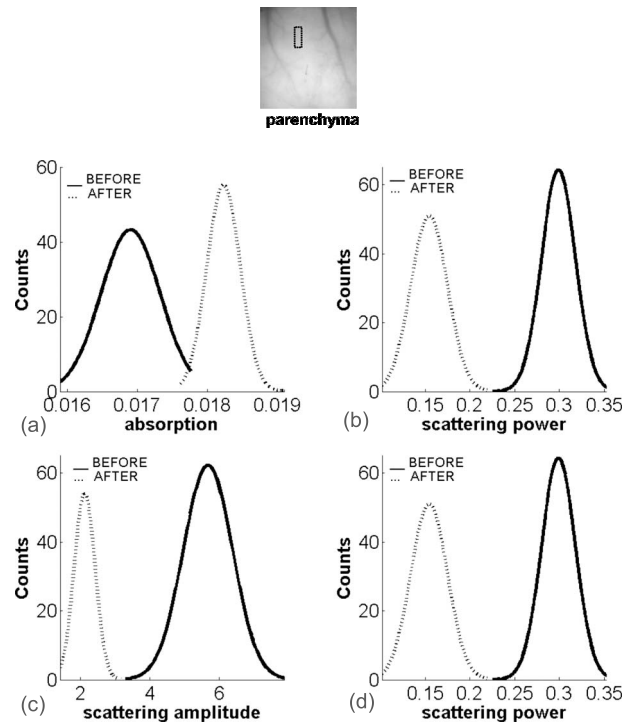 parenchyma
60
40
20
0
Counts
BEFORE
AFTER
0.016 0.017 0.018 0.019
(a) absorption
60
40
20
0
Counts
BEFORE
AFTER
0.15 0.2 0.25 0.3 0.35
(b) scattering power
60
40
20
0
Counts
BEFORE
AFTER
2 4 6
(c) scattering amplitude
60
40
20
0
Counts
BEFORE
AFTER
0.15 0.2 0.25 0.3 0.35
(d) scattering power